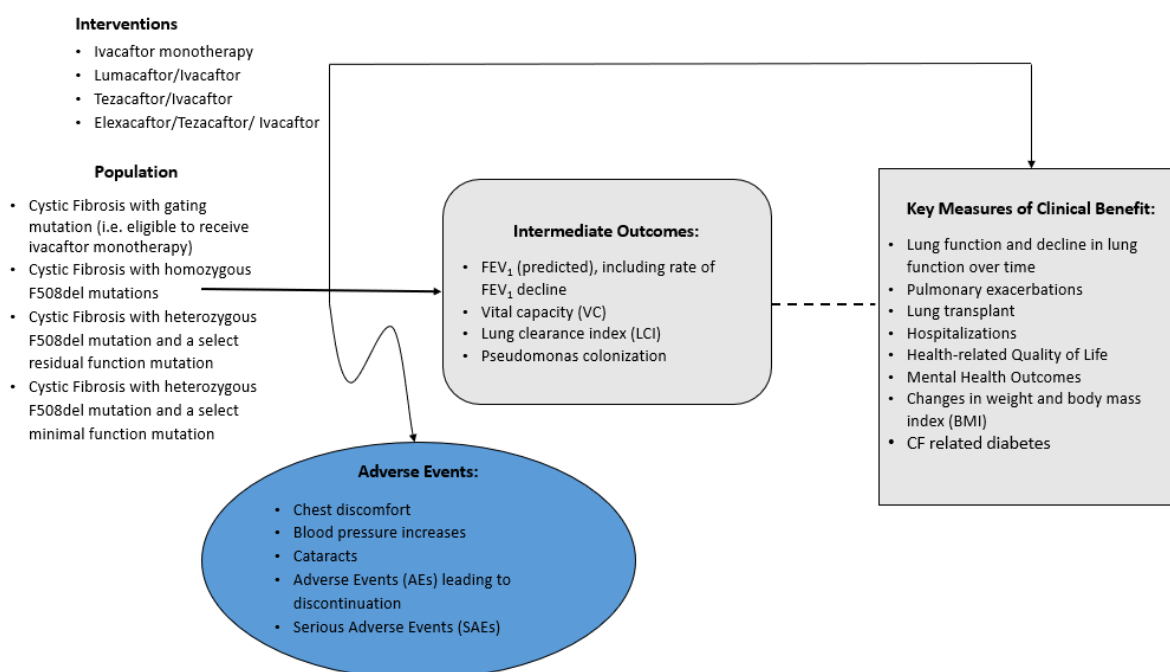 Interventions
• Ivacaftor monotherapy
• Lumacaftor/Ivacaftor
• Tezacaftor/Ivacaftor
• Elexacaftor/Tezacaftor/ Ivacaftor
Population
• Cystic Fibrosis with gating
mutation (i.e. eligible to receive
ivacaftor monotherapy)
• Cystic Fibrosis with homozygous
F508del mutations
• Cystic Fibrosis with heterozygous
F508del mutation and a select
residual function mutation
• Cystic Fibrosis with heterozygous
F508del mutation and a select
minimal function mutation
Intermediate Outcomes:
• FEV₁ (predicted), including rate of
FEV₁ decline
• Vital capacity (VC)
• Lung clearance index (LCI)
• Pseudomonas colonization
Key Measures of Clinical Benefit:
• Lung function and decline in lung
function over time
• Pulmonary exacerbations
• Lung transplant
• Hospitalizations
• Health-related Quality of Life
• Mental Health Outcomes
• Changes in weight and body mass
index (BMI)
• CF related diabetes
Adverse Events:
• Chest discomfort
• Blood pressure increases
• Cataracts
• Adverse Events (AEs) leading to
discontinuation
• Serious Adverse Events (SAEs)